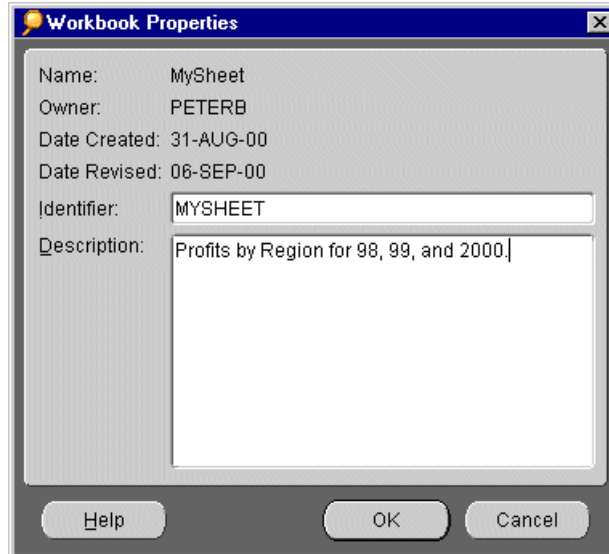 Workbook Properties
Name: MySheet
Owner: PETERB
Date Created: 31-AUG-00
Date Revised: 06-SEP-00
Identifier: MYSHEET
Description: Profits by Region for 98, 99, and 2000.
Help OK Cancel